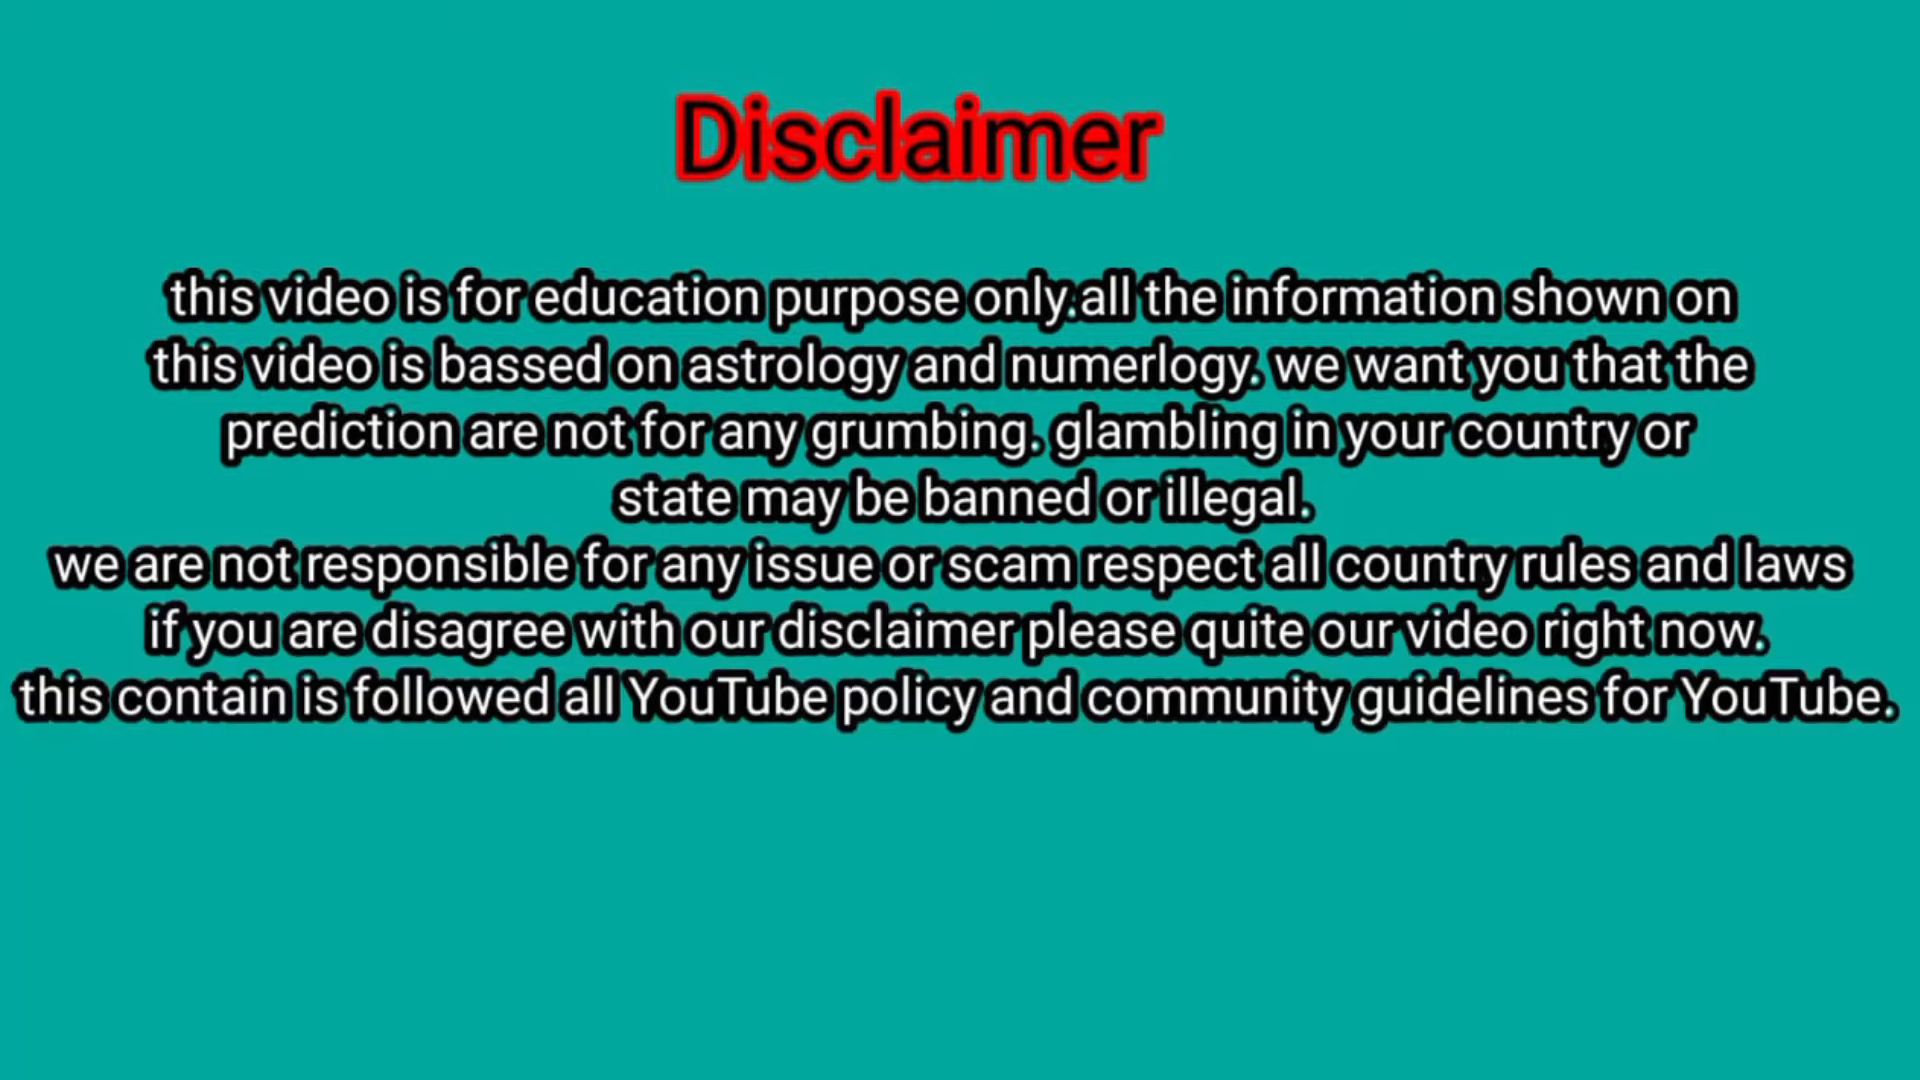 Disclaimer
this video is for education purpose only.all the information shown on
this video is bassed on astrology and numerlogy. we want you that the
prediction are not for any grumbing. glambling in your country or
state may be banned or illegal.
we are not responsible for any issue or scam respect all country rules and laws
if you are disagree with our disclaimer please quite our video right now.
this contain is followed all YouTube policy and community guidelines for YouTube.